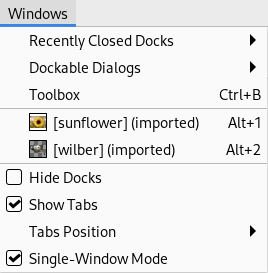 Windows
Recently Closed Docks
Dockable Dialogs
Toolbox Ctrl+B
[sunflower] (imported) Alt+1
[wilber] (imported) Alt+2
Hide Docks
Show Tabs
Tabs Position
Single-Window Mode